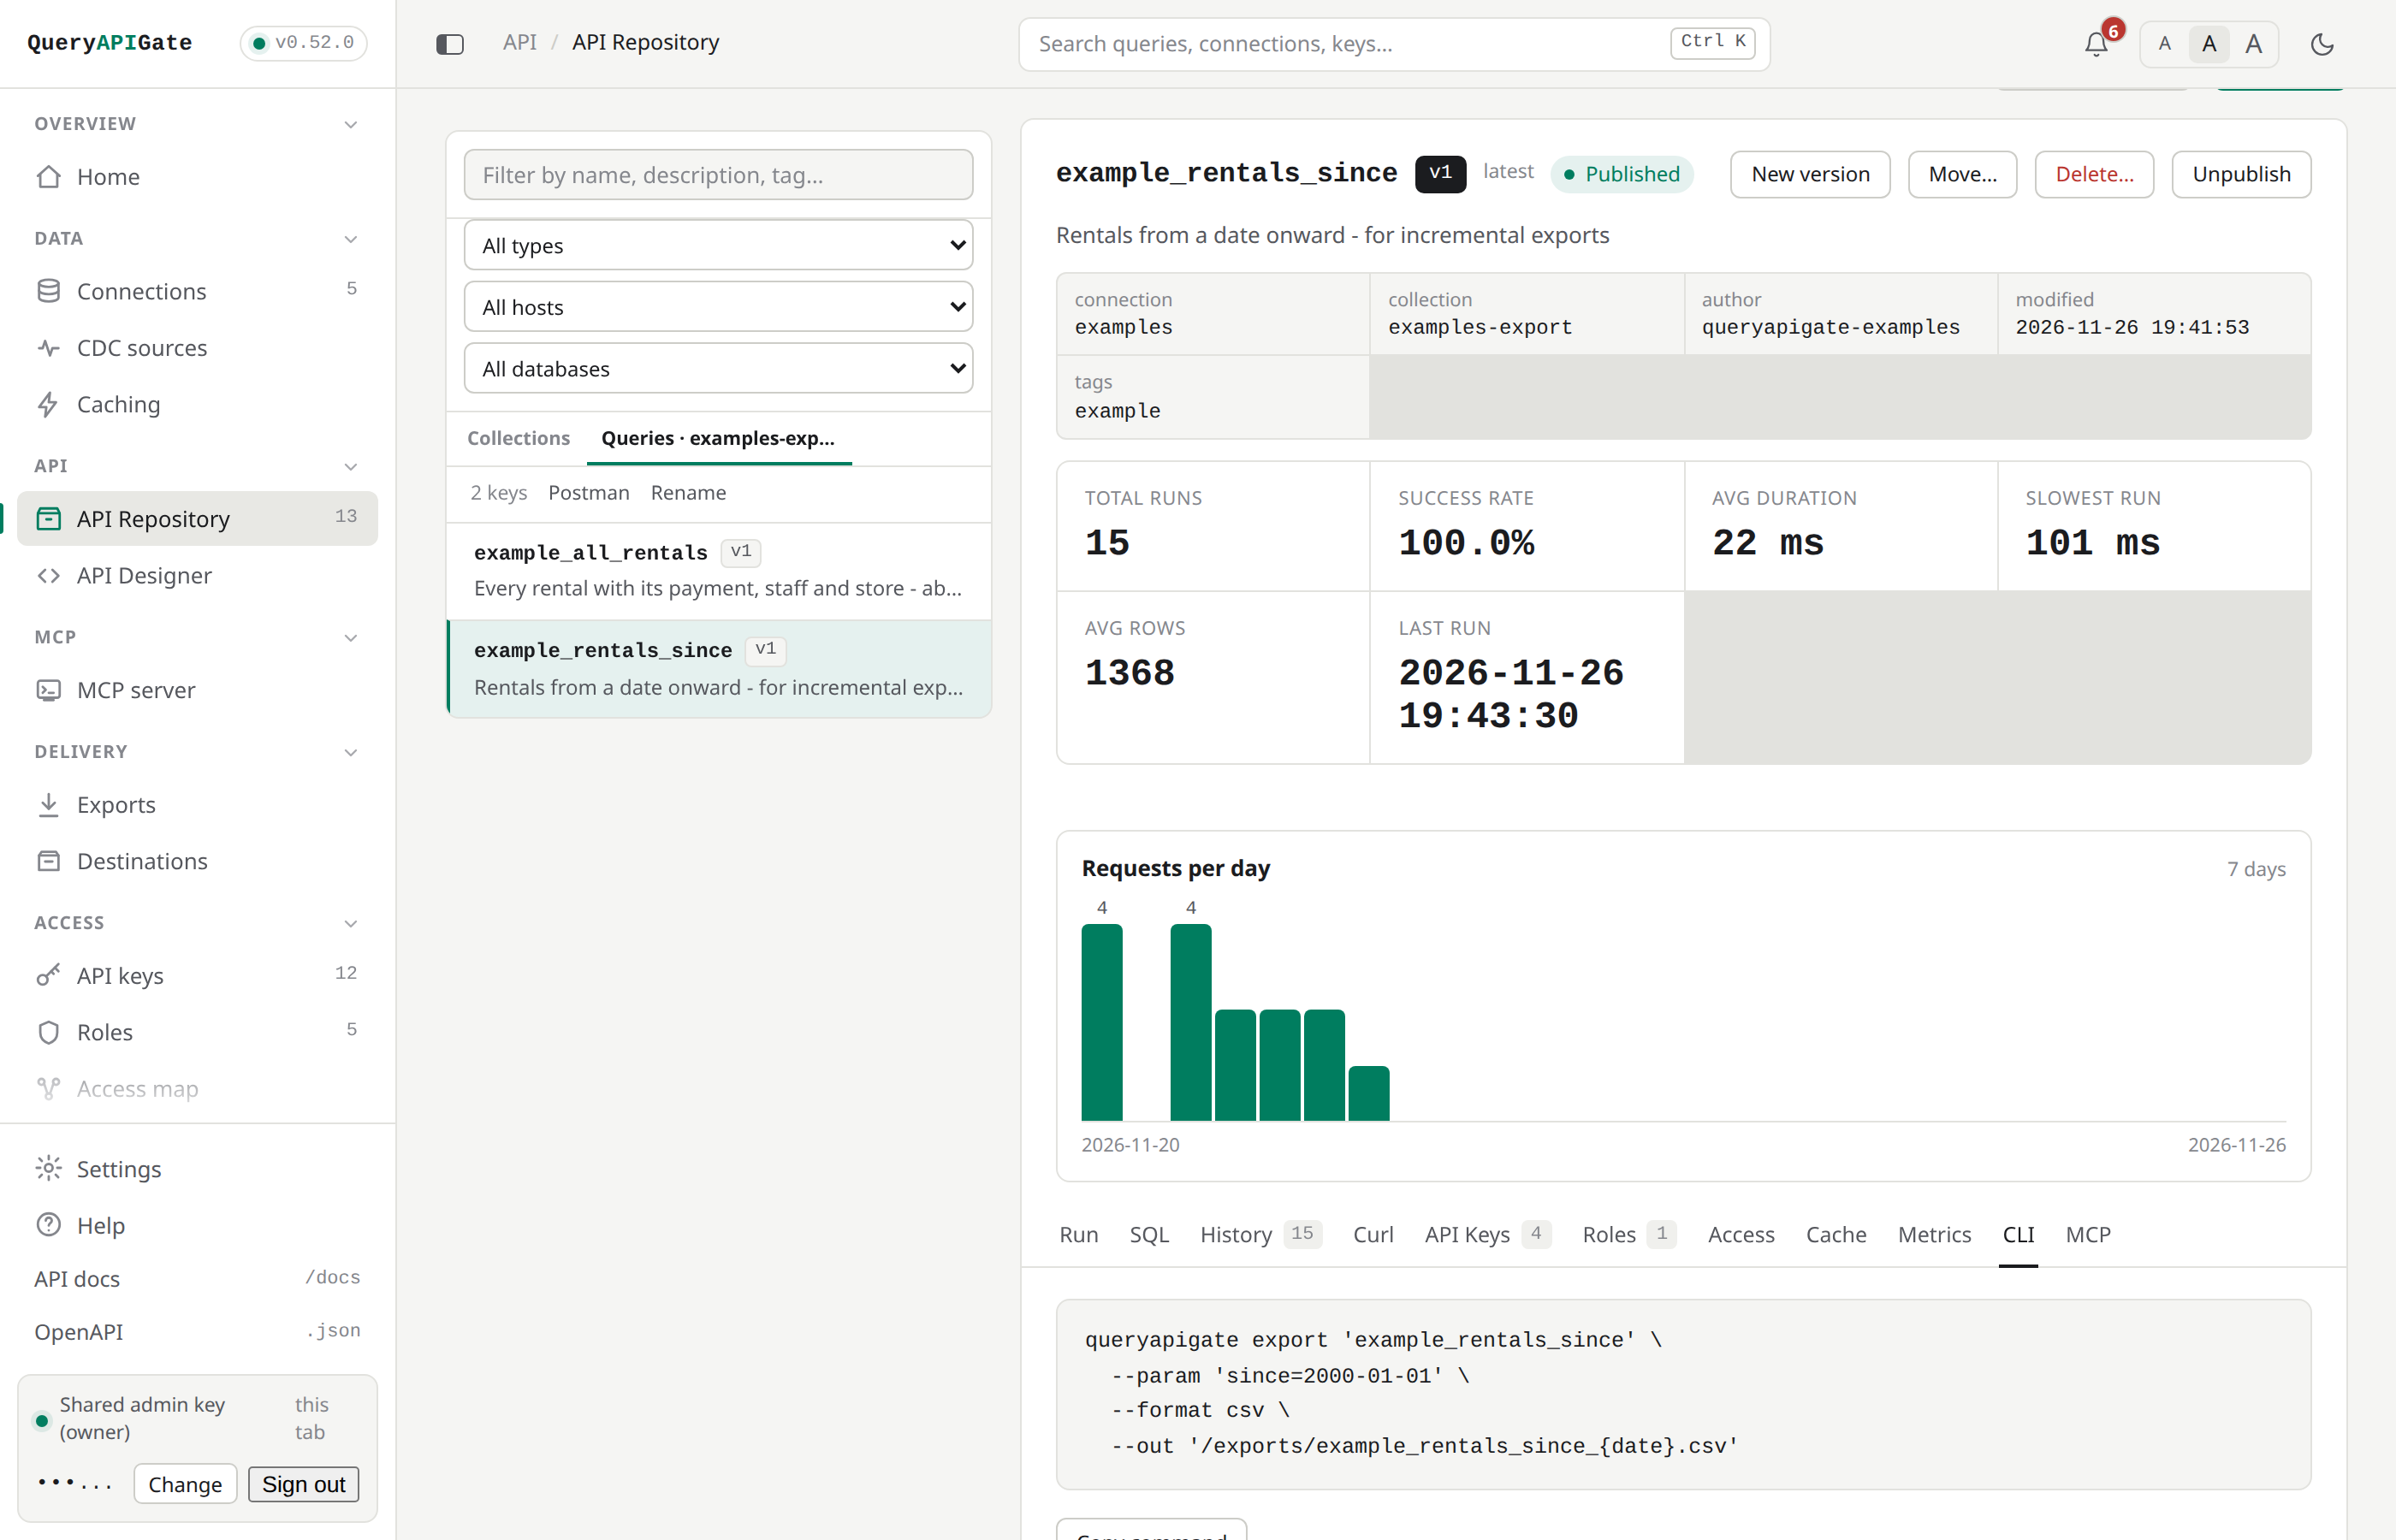 QueryAPIGate
v0.52.0
API / API Repository
Search queries, connections, keys...
Ctrl K
6
A A A
OVERVIEW
Home
DATA
Connections 5
CDC sources
Caching
API
API Repository 13
API Designer
MCP
MCP server
DELIVERY
Exports
Destinations
ACCESS
API keys 12
Roles 5
Access map
Settings
Help
API docs /docs
OpenAPI .json
Shared admin key (owner)
this tab
•••...
Change
Sign out
Filter by name, description, tag...
All types
All hosts
All databases
Collections
Queries · examples-exp...
2 keys Postman Rename
example_all_rentals v1
Every rental with its payment, staff and store - ab...
example_rentals_since v1
Rentals from a date onward - for incremental exp...
example_rentals_since v1 latest Published
New version
Move...
Delete...
Unpublish
Rentals from a date onward - for incremental exports
connection
examples
collection
examples-export
author
queryapigate-examples
modified
2026-11-26 19:41:53
tags
example
TOTAL RUNS
15
SUCCESS RATE
100.0%
AVG DURATION
22 ms
SLOWEST RUN
101 ms
AVG ROWS
1368
LAST RUN
2026-11-26
19:43:30
Requests per day
7 days
4 4
2026-11-20
2026-11-26
Run SQL History 15 Curl API Keys 4 Roles 1 Access Cache Metrics CLI MCP
queryapigate export 'example_rentals_since' \
--param 'since=2000-01-01' \
--format csv \
--out '/exports/example_rentals_since_{date}.csv'